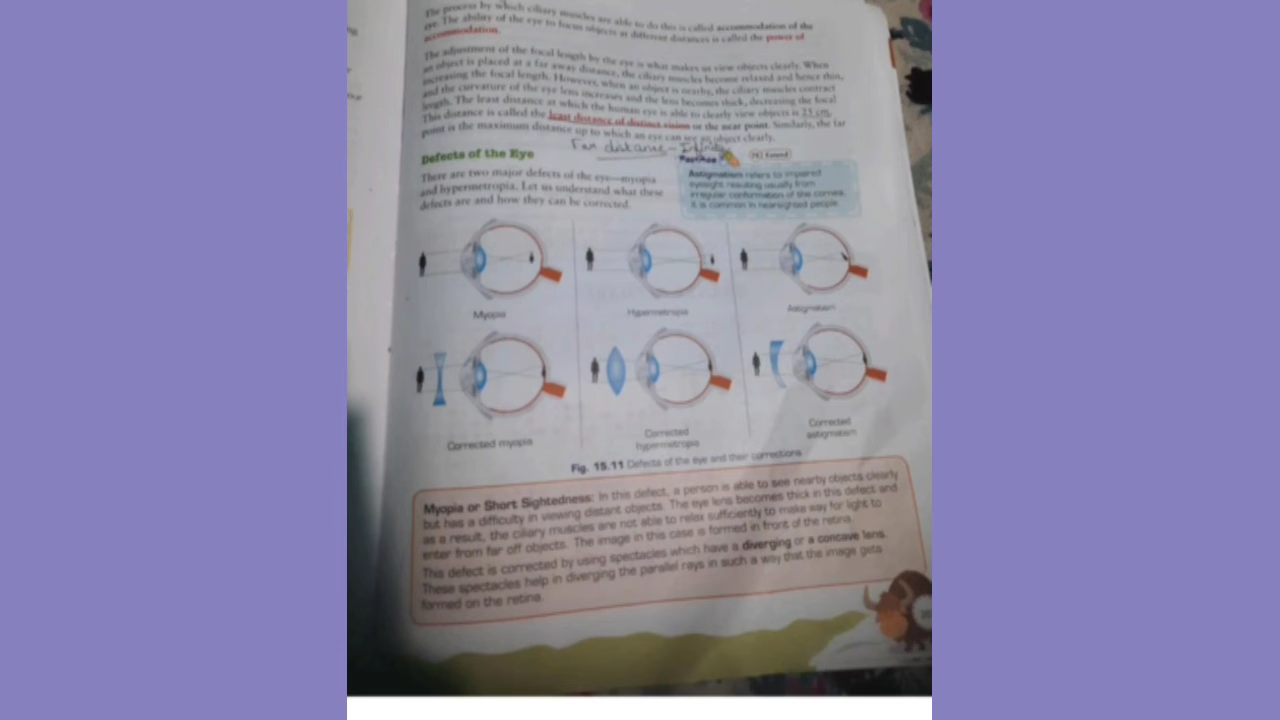 The process by which ciliary muscles are able to do this is called accommodation of the
eye. The ability of the eye to focus objects at different distances is called the power of
accommodation.
The adjustment of the focal length by the eye is what makes us view objects clearly. When
an object is placed at a far away distance, the ciliary muscles become relaxed and hence thin,
increasing the focal length. However, when an object is nearby, the ciliary muscles contract
and the curvature of the eye lens increases and the lens becomes thick, decreasing the focal
length. The least distance at which the human eye is able to clearly view objects is 25 cm.
This distance is called the least distance of distinct vision or the near point. Similarly, the far
point is the maximum distance up to which an eye can see an object clearly.
Far distance - Infinity
Defects of the Eye
There are two major defects of the eye—myopia
and hypermetropia. Let us understand what these
defects are and how they can be corrected.
Astigmatism refers to impaired
eyesight resulting usually from
irregular conformation of the cornea.
It is common in nearsighted people.
Myopia
Hypermetropia
Astigmatism
Corrected myopia
Corrected
hypermetropia
Corrected
astigmatism
Fig. 15.11 Defects of the eye and their corrections
Myopia or Short Sightedness: In this defect, a person is able to see nearby objects clearly
but has a difficulty in viewing distant objects. The eye lens becomes thick in this defect and
as a result, the ciliary muscles are not able to relax sufficiently to make way for light to
enter from far off objects. The image in this case is formed in front of the retina.
This defect is corrected by using spectacles which have a diverging or a concave lens.
These spectacles help in diverging the parallel rays in such a way that the image gets
formed on the retina.